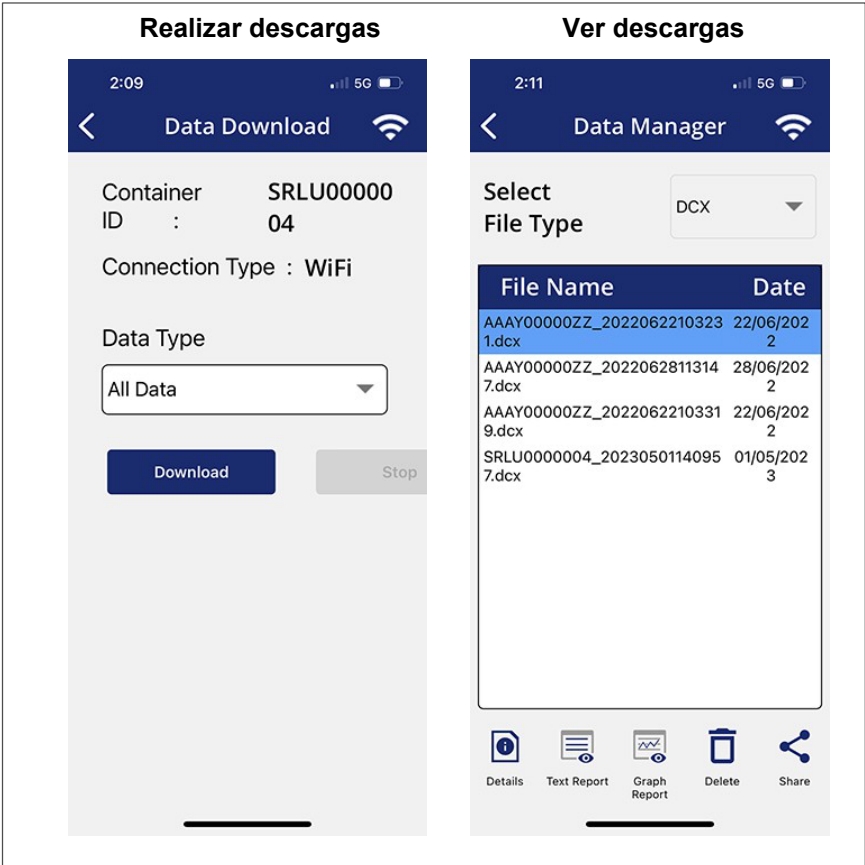 Realizar descargas
2:09
5G
Data Download
Container SRLU00000
ID : 04
Connection Type : WiFi
Data Type
All Data
Download Stop
Ver descargas
2:11
5G
Data Manager
Select
File Type
DCX
File Name Date
AAAY00000ZZ_2022062210323 22/06/202
1.dcx 2
AAAY00000ZZ_2022062811314 28/06/202
7.dcx 2
AAAY00000ZZ_2022062210331 22/06/202
9.dcx 2
SRLU0000004_2023050114095 01/05/202
7.dcx 3
Details Text Report Graph Delete Share
Report